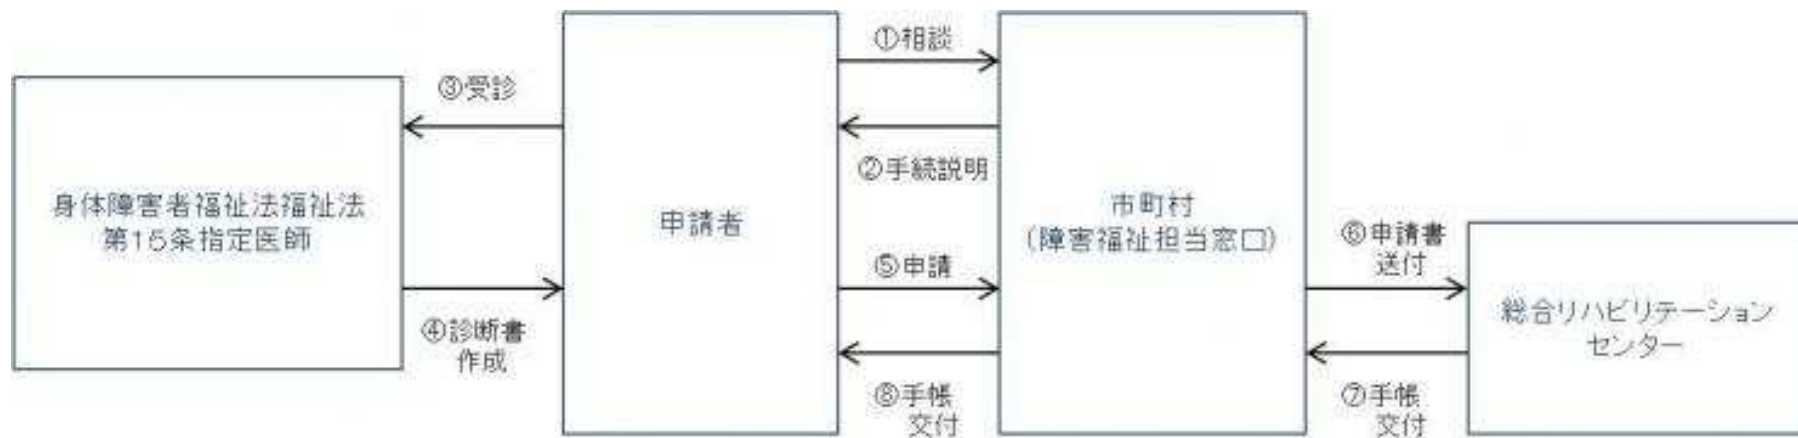 身体障害者福祉法福祉法
第15条指定医師
③受診
④診断書
作成
申請者
①相談
②手続説明
⑤申請
⑧手帳
交付
市町村
(障害福祉担当窓口)
⑥申請書
送付
⑦手帳
交付
総合リハビリテーション
センター